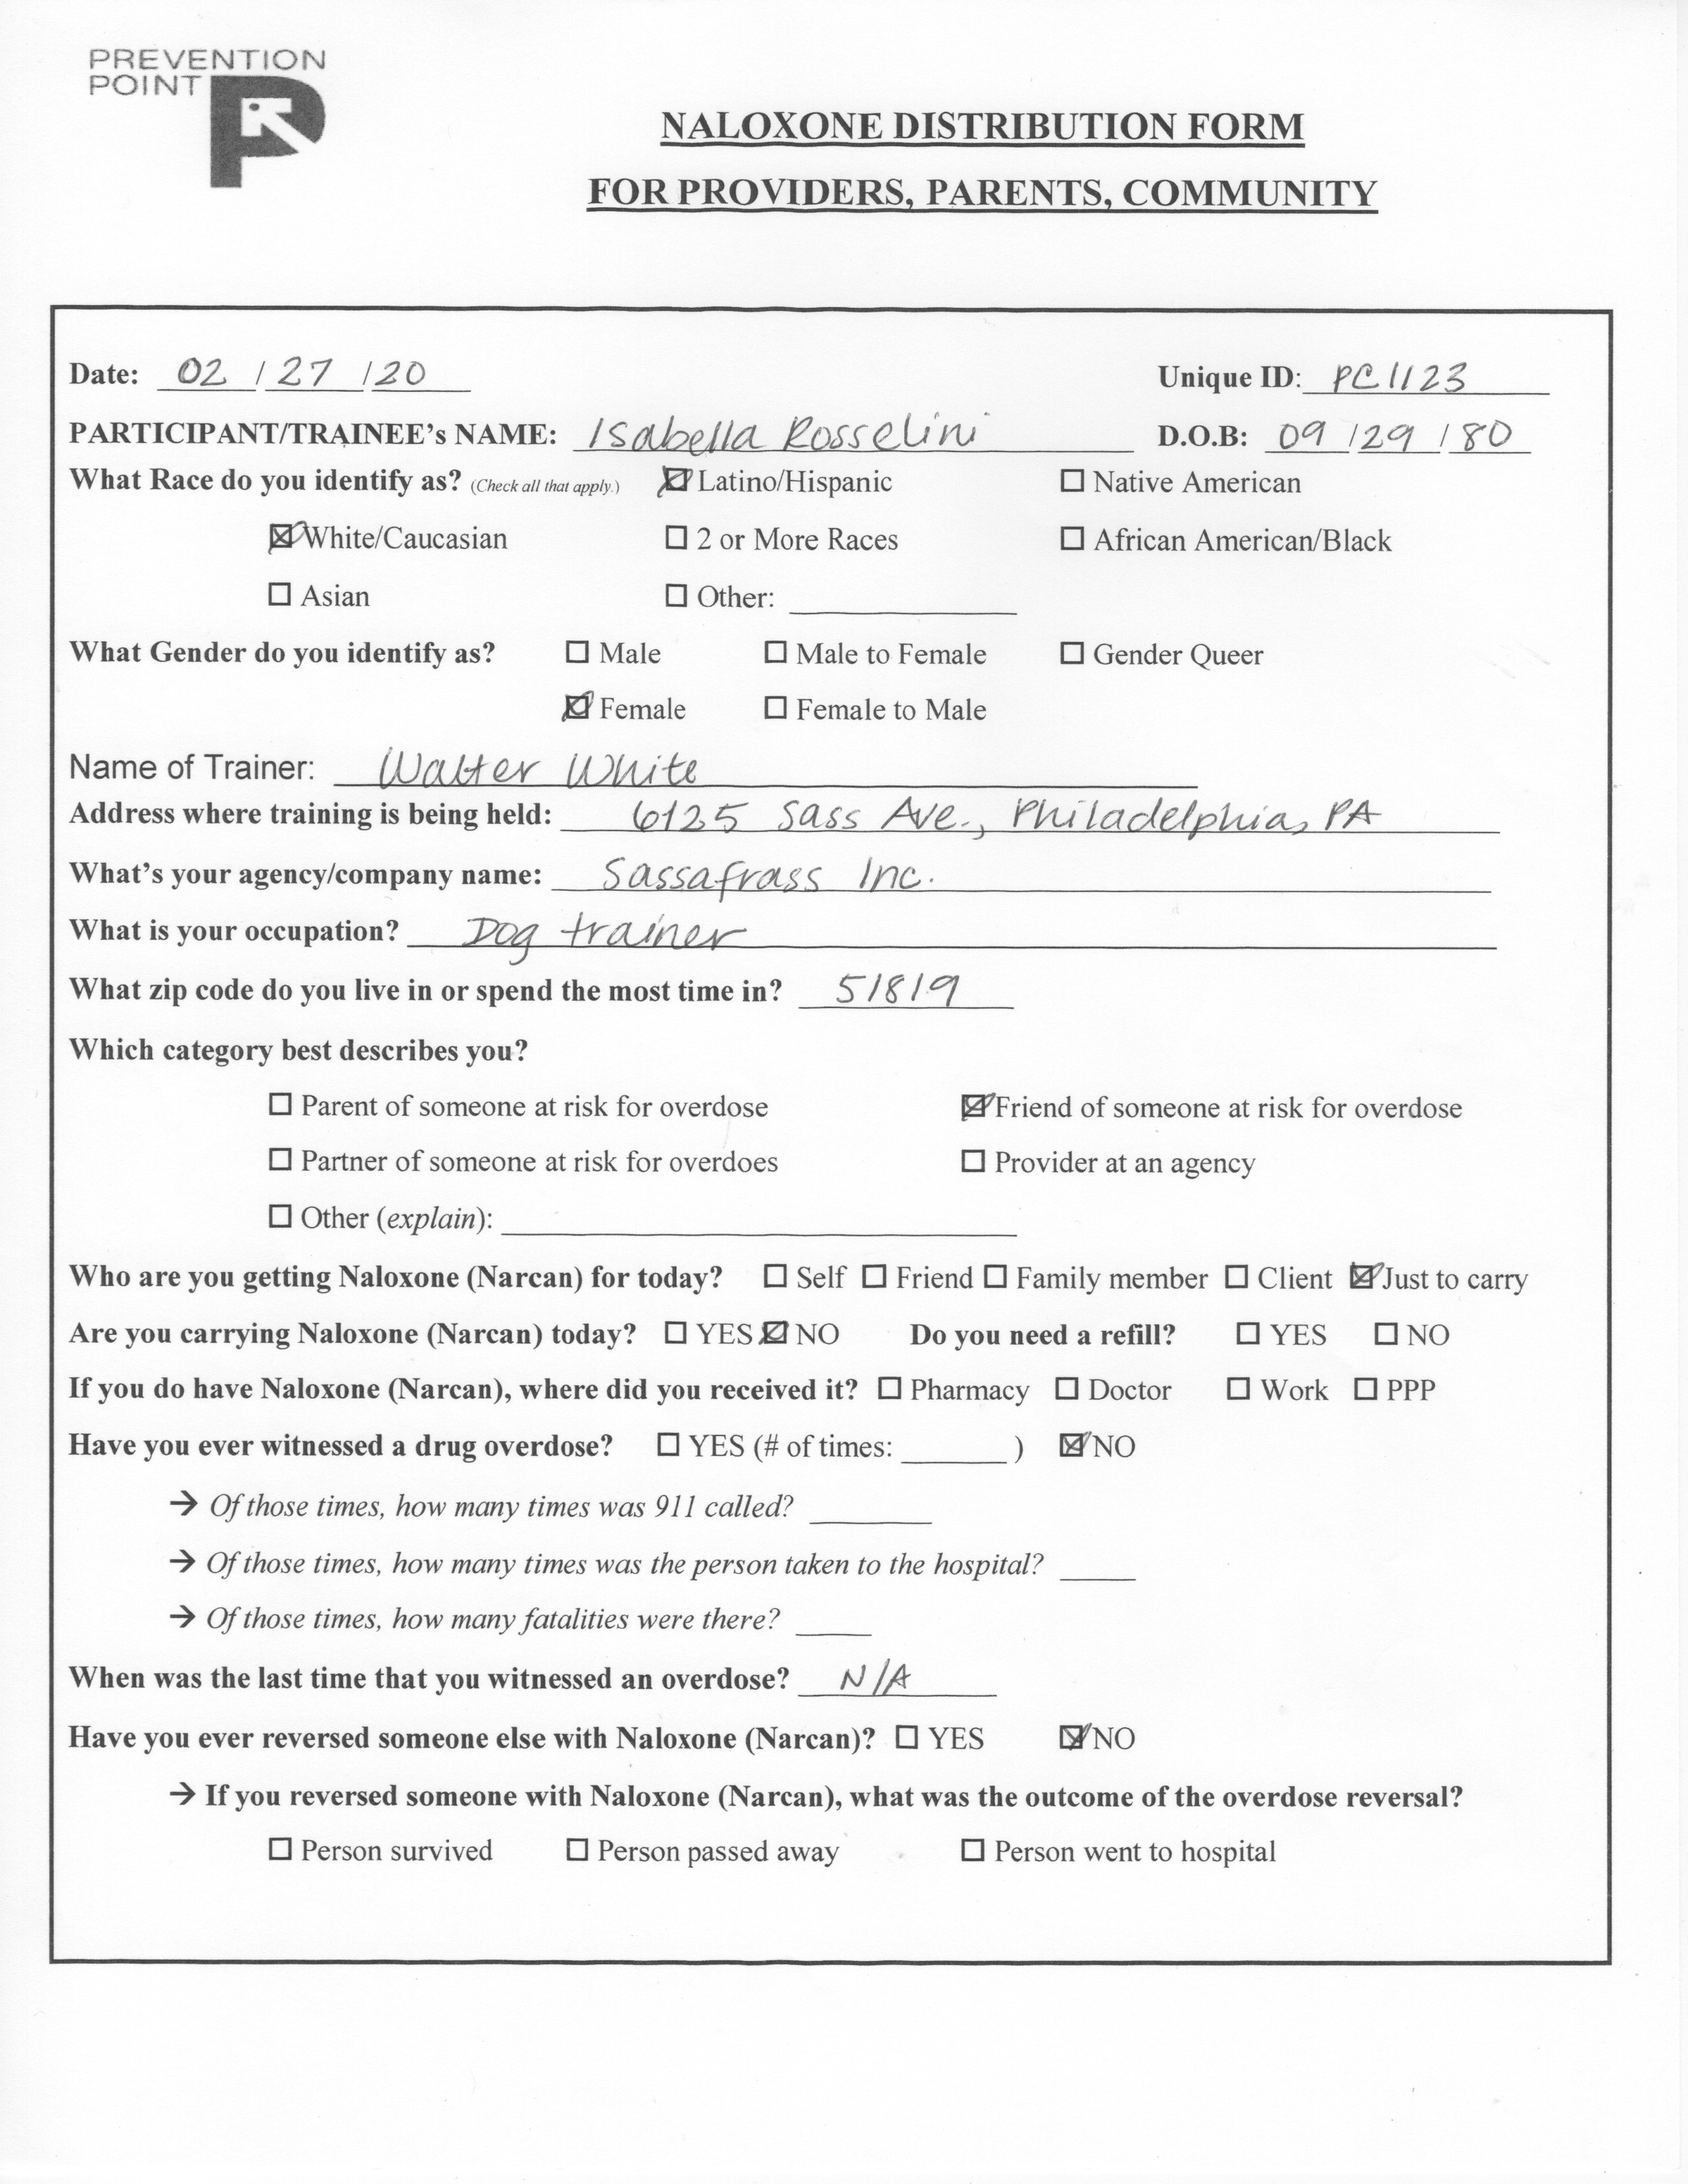 PREVENTION
POINT
NALOXONE DISTRIBUTION FORM
FOR PROVIDERS, PARENTS, COMMUNITY
Date: 02 / 27 / 20 Unique ID: PC1123
PARTICIPANT/TRAINEE's NAME: Isabella Rosselini D.O.B: 09 / 29 / 80
What Race do you identify as? (Check all that apply.) ☒ Latino/Hispanic ☐ Native American
☒ White/Caucasian ☐ 2 or More Races ☐ African American/Black
☐ Asian ☐ Other: ____
What Gender do you identify as? ☐ Male ☐ Male to Female ☐ Gender Queer
☒ Female ☐ Female to Male
Name of Trainer: Walter White
Address where training is being held: 6125 Sass Ave., Philadelphia, PA
What's your agency/company name: Sassafrass Inc.
What is your occupation? Dog trainer
What zip code do you live in or spend the most time in? 51819
Which category best describes you?
☐ Parent of someone at risk for overdose ☒ Friend of someone at risk for overdose
☐ Partner of someone at risk for overdoes ☐ Provider at an agency
☐ Other (explain): ____
Who are you getting Naloxone (Narcan) for today? ☐ Self ☐ Friend ☐ Family member ☐ Client ☒ Just to carry
Are you carrying Naloxone (Narcan) today? ☐ YES ☒ NO Do you need a refill? ☐ YES ☐ NO
If you do have Naloxone (Narcan), where did you received it? ☐ Pharmacy ☐ Doctor ☐ Work ☐ PPP
Have you ever witnessed a drug overdose? ☐ YES (# of times: ____ ) ☒ NO
→ Of those times, how many times was 911 called? ____
→ Of those times, how many times was the person taken to the hospital? ____
→ Of those times, how many fatalities were there? ____
When was the last time that you witnessed an overdose? N/A
Have you ever reversed someone else with Naloxone (Narcan)? ☐ YES ☒ NO
→ If you reversed someone with Naloxone (Narcan), what was the outcome of the overdose reversal?
☐ Person survived ☐ Person passed away ☐ Person went to hospital